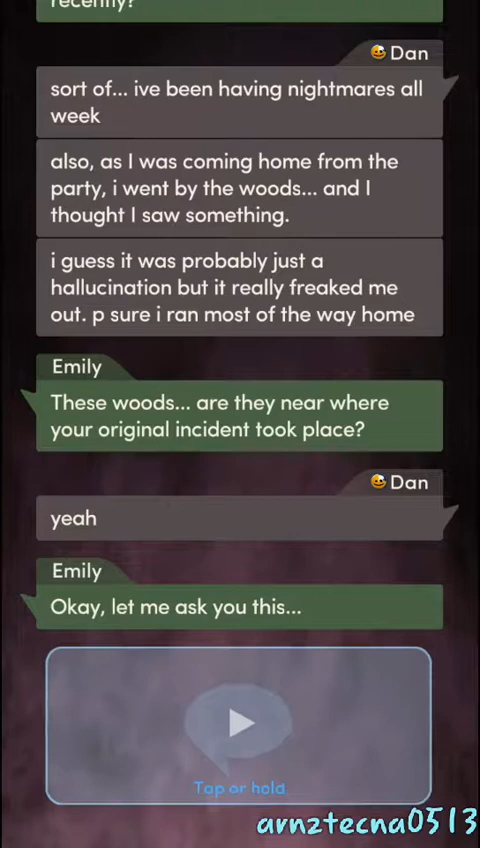 recently?
Dan
sort of... ive been having nightmares all
week
also, as I was coming home from the
party, i went by the woods... and I
thought I saw something.
i guess it was probably just a
hallucination but it really freaked me
out. p sure i ran most of the way home
Emily
These woods... are they near where
your original incident took place?
Dan
yeah
Emily
Okay, let me ask you this...
Tap or hold
arnztecna0513